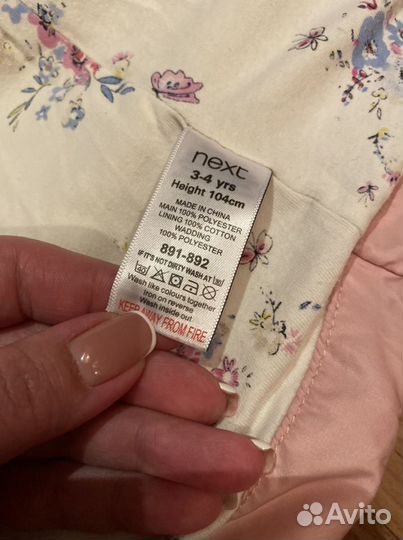 next
3-4 yrs
Height 104cm
MADE IN CHINA
MAIN 100% POLYESTER
LINING 100% COTTON
WADDING
100% POLYESTER
891-892
IF IT'S NOT DIRTY WASH AT 30
Wash like colours together
Iron on reverse
Wash inside out
KEEP AWAY FROM FIRE
Avito